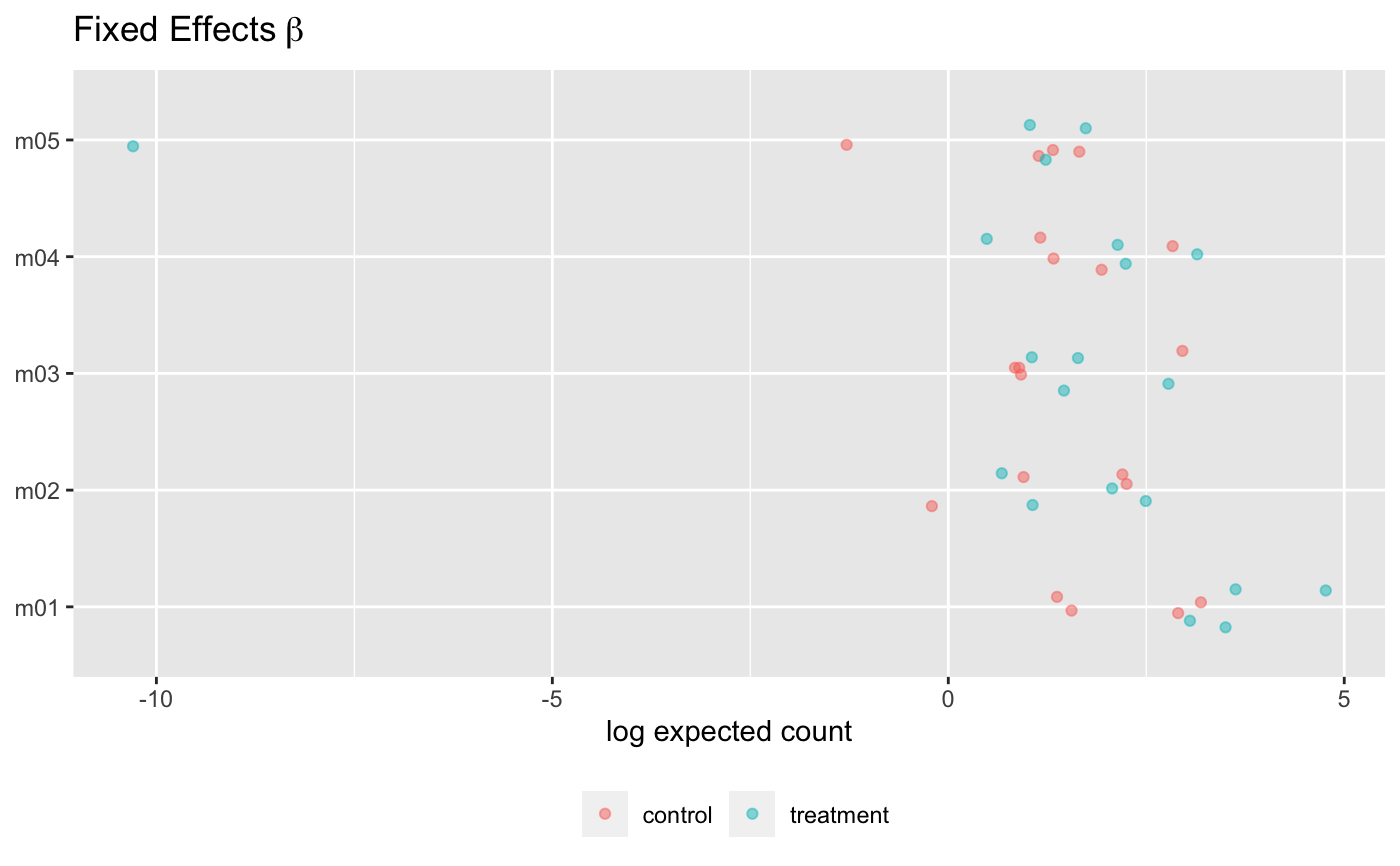 Fixed Effects β
m05
m04
m03
m02
m01
-10 -5 0 5
log expected count
control treatment